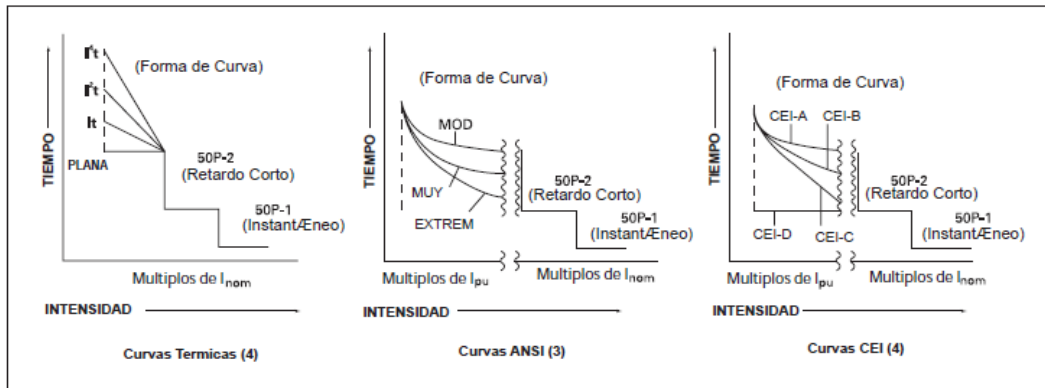 TIEMPO
I⁴t
I²t
It
PLANA
(Forma de Curva)
50P-2
(Retardo Corto)
50P-1
(InstantÆneo)
Multiplos de Inom
INTENSIDAD
Curvas Termicas (4)
TIEMPO
(Forma de Curva)
MOD
MUY
EXTREM
50P-2
(Retardo Corto)
50P-1
(InstantÆneo)
Multiplos de Ipu
Multiplos de Inom
INTENSIDAD
Curvas ANSI (3)
TIEMPO
(Forma de Curva)
CEI-A
CEI-B
CEI-D
CEI-C
50P-2
(Retardo Corto)
50P-1
(InstantÆneo)
Multiplos de Ipu
Multiplos de Inom
INTENSIDAD
Curvas CEI (4)